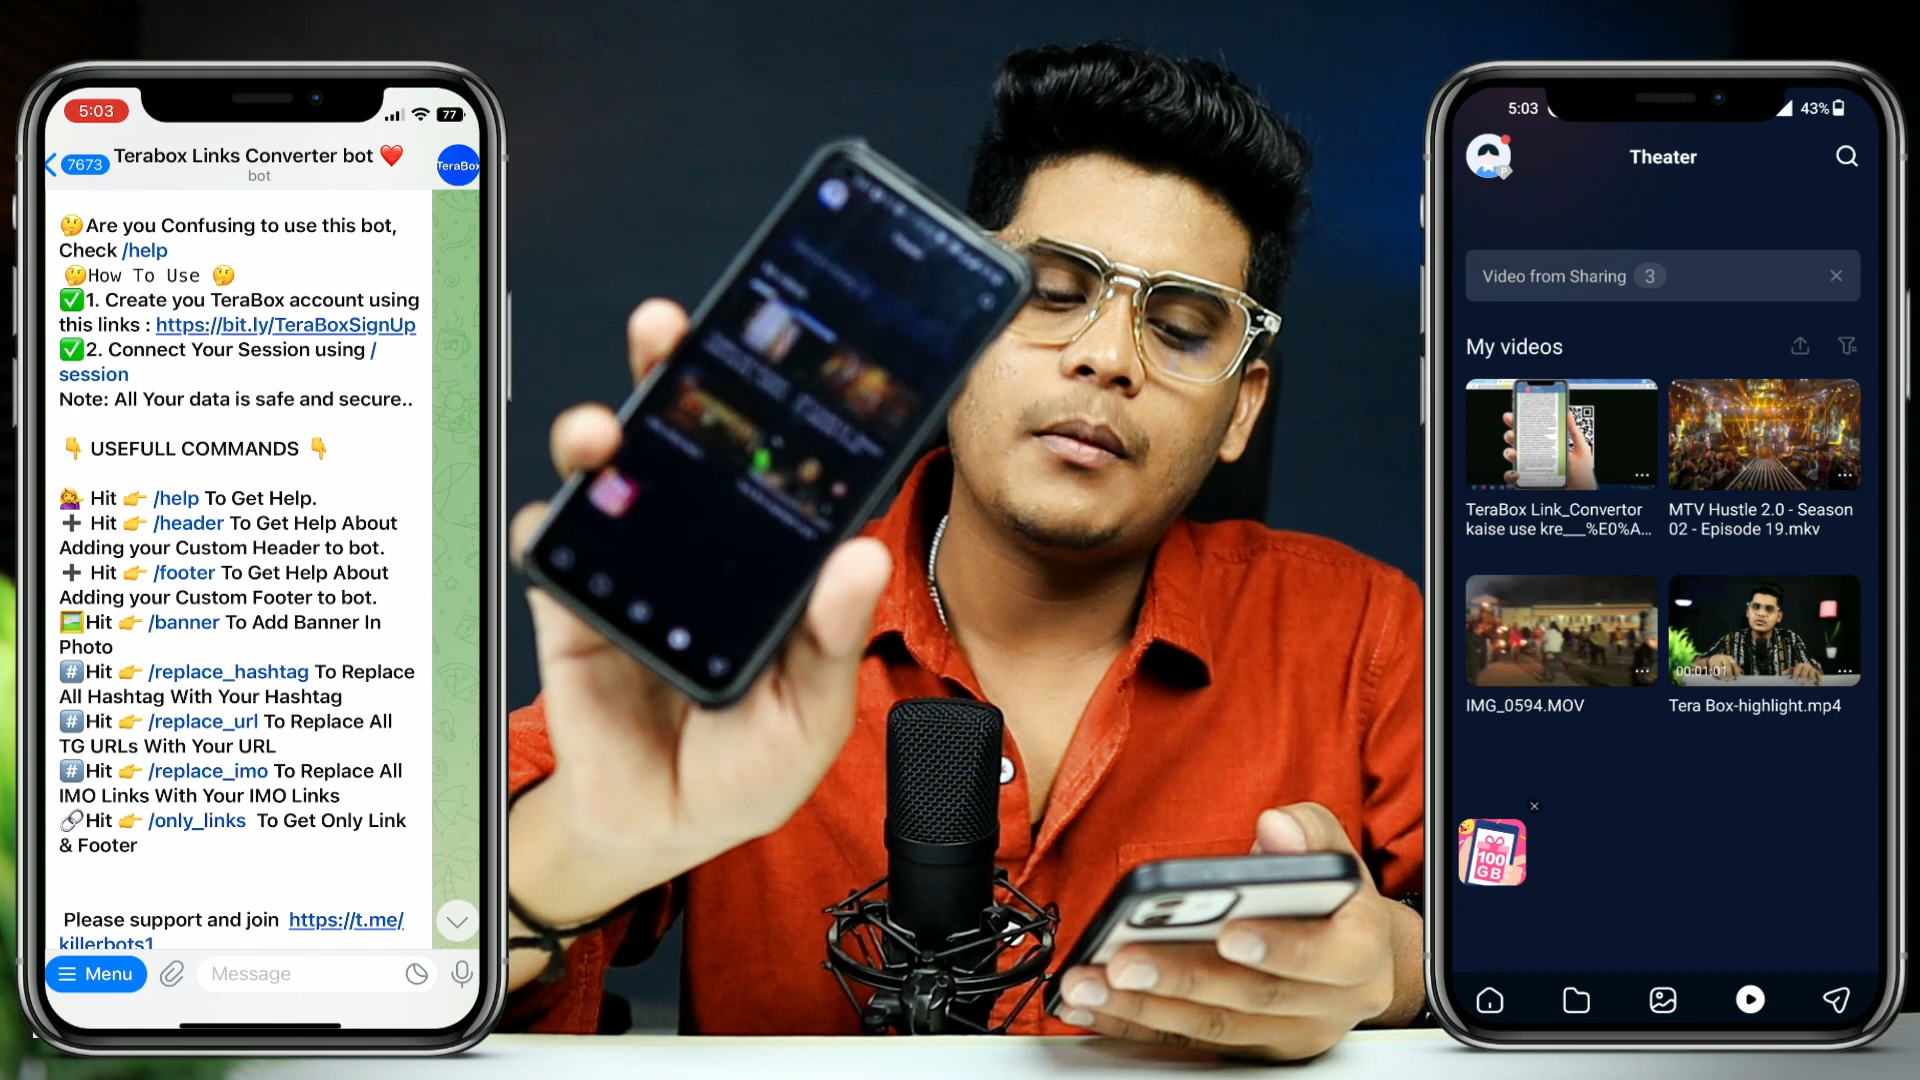 5:03
77
7673
Terabox Links Converter bot ❤️
bot
TeraBox
🤔Are you Confusing to use this bot,
Check /help
🤔How To Use 🤔
✅1. Create you TeraBox account using
this links : https://bit.ly/TeraBoxSignUp
✅2. Connect Your Session using /
session
Note: All Your data is safe and secure..
👇 USEFULL COMMANDS 👇
💁‍♀️ Hit 👉 /help To Get Help.
➕ Hit 👉 /header To Get Help About
Adding your Custom Header to bot.
➕ Hit 👉 /footer To Get Help About
Adding your Custom Footer to bot.
🖼️Hit 👉 /banner To Add Banner In
Photo
#️⃣Hit 👉 /replace_hashtag To Replace
All Hashtag With Your Hashtag
#️⃣Hit 👉 /replace_url To Replace All
TG URLs With Your URL
#️⃣Hit 👉 /replace_imo To Replace All
IMO Links With Your IMO Links
🔗Hit 👉 /only_links To Get Only Link
& Footer
Please support and join https://t.me/
killerbots1
Menu
Message
5:03
43%
P
Theater
Video from Sharing 3
My videos
TeraBox Link_Convertor
kaise use kre___%E0%A...
MTV Hustle 2.0 - Season
02 - Episode 19.mkv
00:01:01
IMG_0594.MOV
Tera Box-highlight.mp4
100
GB